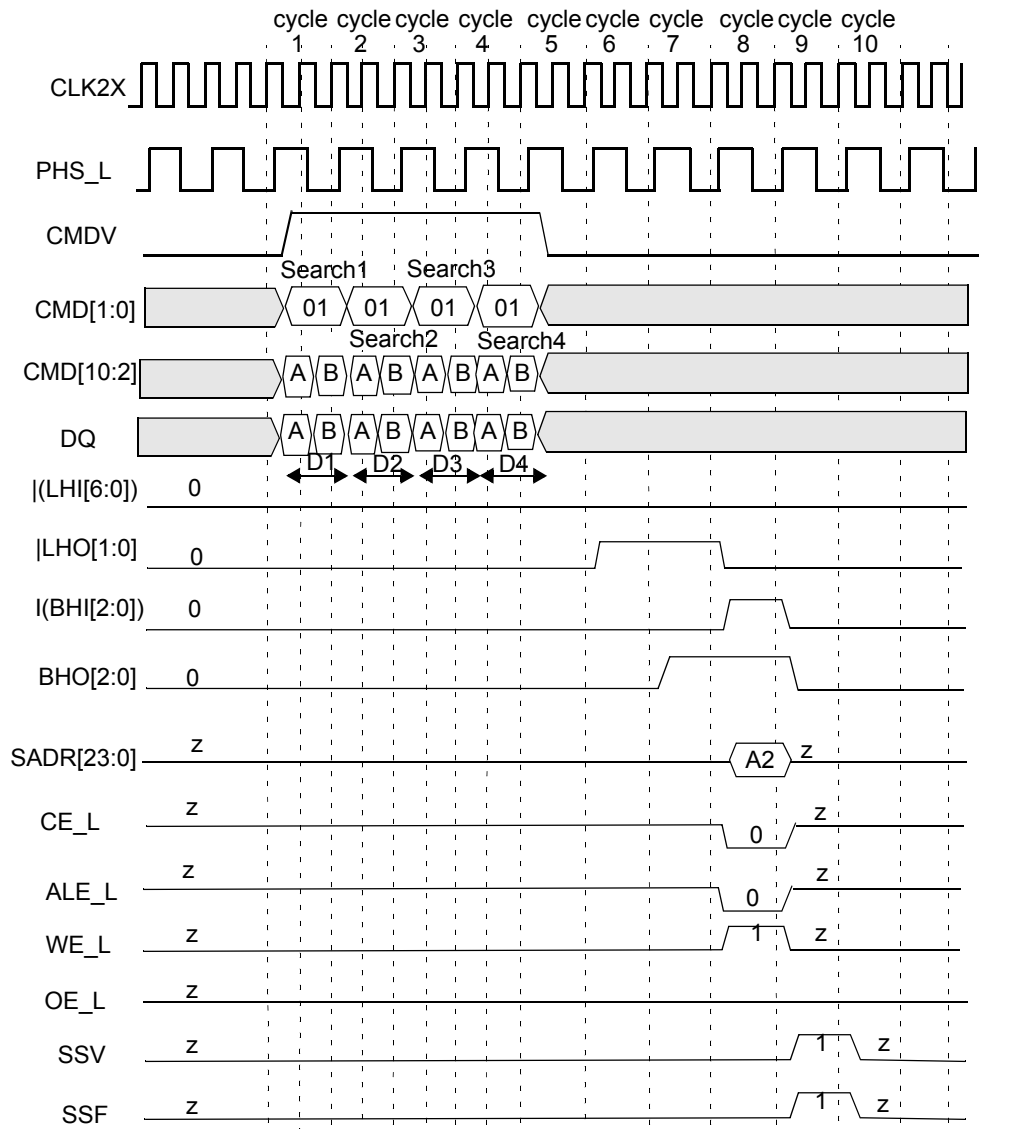 cycle cycle cycle cycle cycle cycle cycle cycle cycle cycle
1 2 3 4 5 6 7 8 9 10
CLK2X
PHS_L
CMDV
Search1 Search3
CMD[1:0] 01 01 01 01
Search2 Search4
CMD[10:2] A B A B A B A B
DQ A B A B A B A B
D1 D2 D3 D4
|(LHI[6:0]) 0
|LHO[1:0] 0
I(BHI[2:0]) 0
BHO[2:0] 0
SADR[23:0] z A2 z
CE_L z 0 z
ALE_L z 0 z
WE_L z 1 z
OE_L z
SSV z 1 z
SSF z 1 z